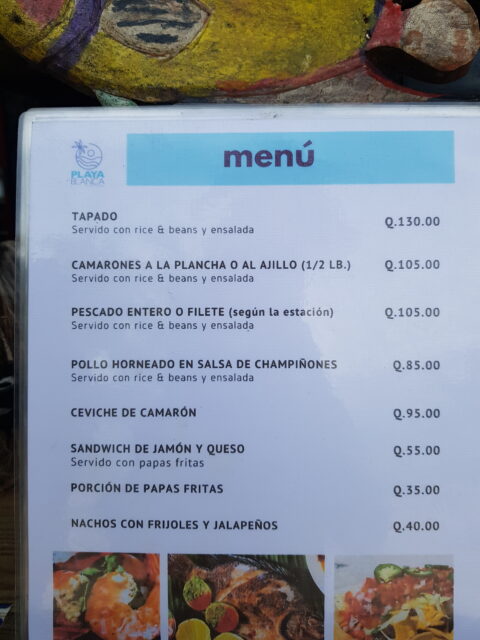 PLAYA
BLANCA
menú
TAPADO Q.130.00
Servido con rice & beans y ensalada
CAMARONES A LA PLANCHA O AL AJILLO (1/2 LB.) Q.105.00
Servido con rice & beans y ensalada
PESCADO ENTERO O FILETE (según la estación) Q.105.00
Servido con rice & beans y ensalada
POLLO HORNEADO EN SALSA DE CHAMPIÑONES Q.85.00
Servido con rice & beans y ensalada
CEVICHE DE CAMARÓN Q.95.00
SANDWICH DE JAMÓN Y QUESO Q.55.00
Servido con papas fritas
PORCIÓN DE PAPAS FRITAS Q.35.00
NACHOS CON FRIJOLES Y JALAPEÑOS Q.40.00